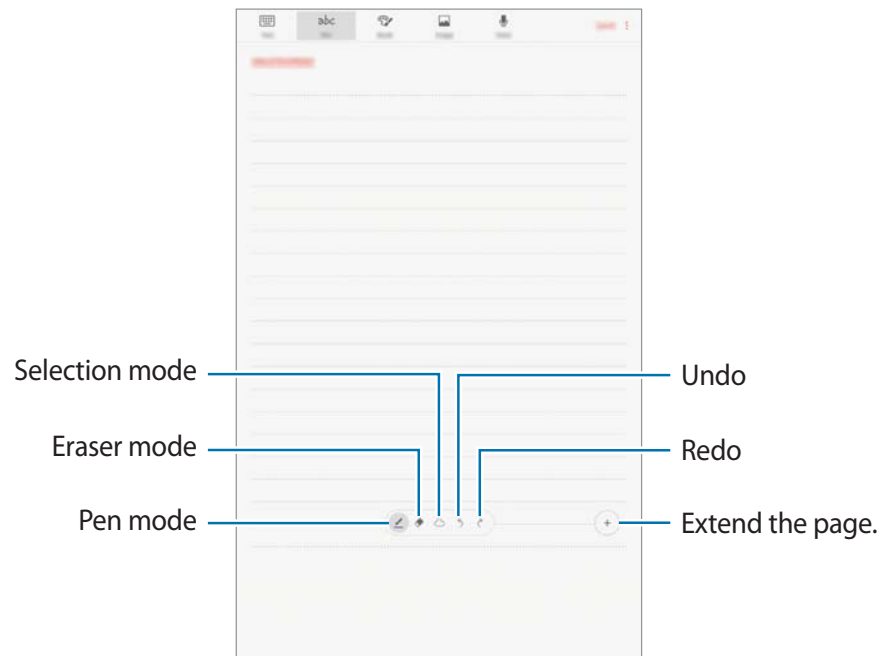 abc
Selection mode
Undo
Eraser mode
Redo
Pen mode
Extend the page.